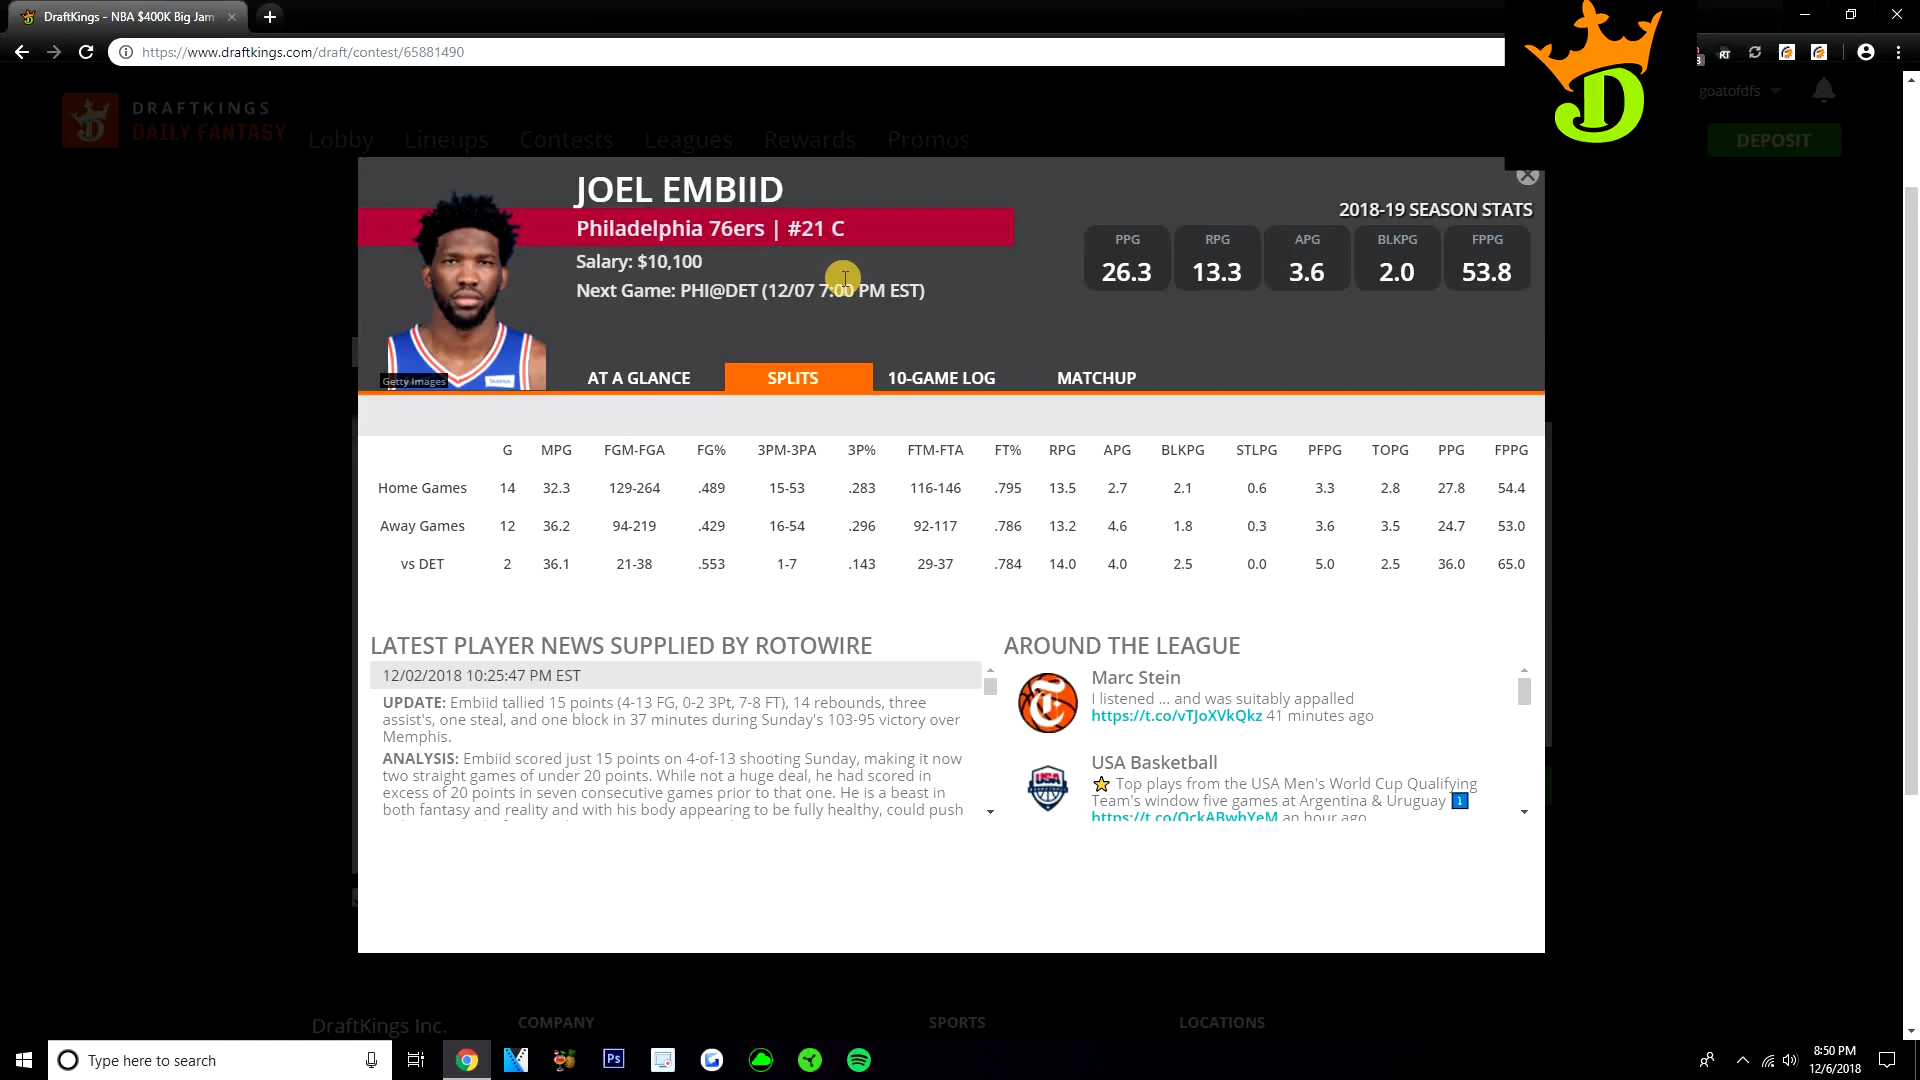 DraftKings - NBA $400K Big Jam
https://www.draftkings.com/draft/contest/65881490
RT
DRAFTKINGS
DAILY FANTASY
Lobby Lineups Contests Leagues Rewards Promos
goatofdfs
DEPOSIT
JOEL EMBIID
Philadelphia 76ers | #21 C
Salary: $10,100
Next Game: PHI@DET (12/07 7:00 PM EST)
2018-19 SEASON STATS
PPG RPG APG BLKPG FPPG
26.3 13.3 3.6 2.0 53.8
Getty Images
AT A GLANCE SPLITS 10-GAME LOG MATCHUP
G MPG FGM-FGA FG% 3PM-3PA 3P% FTM-FTA FT% RPG APG BLKPG STLPG PFPG TOPG PPG FPPG
Home Games 14 32.3 129-264 .489 15-53 .283 116-146 .795 13.5 2.7 2.1 0.6 3.3 2.8 27.8 54.4
Away Games 12 36.2 94-219 .429 16-54 .296 92-117 .786 13.2 4.6 1.8 0.3 3.6 3.5 24.7 53.0
vs DET 2 36.1 21-38 .553 1-7 .143 29-37 .784 14.0 4.0 2.5 0.0 5.0 2.5 36.0 65.0
LATEST PLAYER NEWS SUPPLIED BY ROTOWIRE
12/02/2018 10:25:47 PM EST
UPDATE: Embiid tallied 15 points (4-13 FG, 0-2 3Pt, 7-8 FT), 14 rebounds, three
assist's, one steal, and one block in 37 minutes during Sunday's 103-95 victory over
Memphis.
ANALYSIS: Embiid scored just 15 points on 4-of-13 shooting Sunday, making it now
two straight games of under 20 points. While not a huge deal, he had scored in
excess of 20 points in seven consecutive games prior to that one. He is a beast in
both fantasy and reality and with his body appearing to be fully healthy, could push
AROUND THE LEAGUE
Marc Stein
I listened ... and was suitably appalled
https://t.co/vTJoXVkQkz 41 minutes ago
USA Basketball
⭐ Top plays from the USA Men's World Cup Qualifying
Team's window five games at Argentina & Uruguay ⤵
https://t.co/QckABwbYeM an hour ago
DraftKings Inc. COMPANY SPORTS LOCATIONS
Type here to search
Ps
8:50 PM
12/6/2018